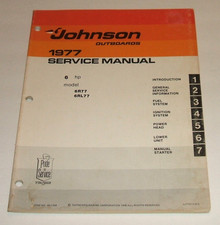 Johnson
OUTBOARDS
1977
SERVICE MANUAL
6 hp
model
6R77
6RL77
INTRODUCTION 1
GENERAL SERVICE INFORMATION 2
FUEL SYSTEM 3
IGNITION SYSTEM 4
POWER HEAD 5
LOWER UNIT 6
MANUAL STARTER 7